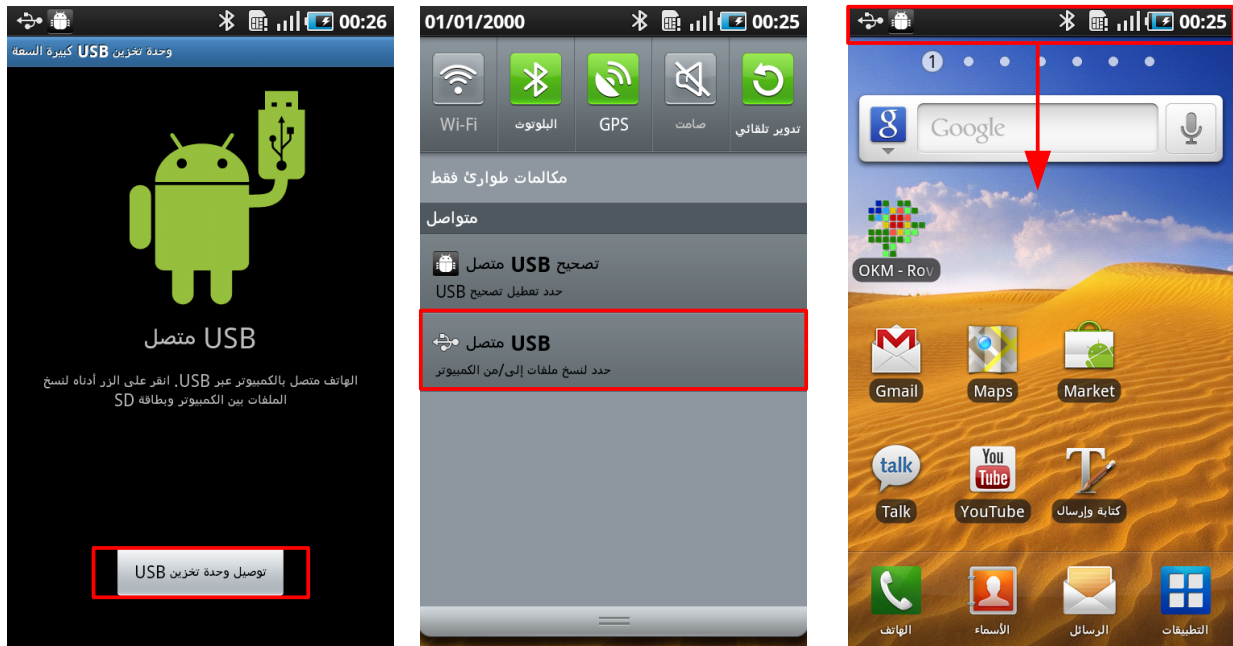 00:26
وحدة تخزين USB كبيرة السعة
USB متصل
الهاتف متصل بالكمبيوتر عبر USB. انقر على الزر أدناه لنسخ
الملفات بين الكمبيوتر وبطاقة SD
توصيل وحدة تخزين USB
01/01/2000 00:25
Wi-Fi البلوتوث GPS صامت تدوير تلقائي
مكالمات طوارئ فقط
متواصل
تصحيح USB متصل
حدد تعطيل تصحيح USB
USB متصل
حدد لنسخ ملفات إلى/من الكمبيوتر
00:25
1
8 Google
OKM - Rov
Gmail Maps Market
talk You Tube T
Talk YouTube كتابة وإرسال
الهاتف الأسماء الرسائل التطبيقات